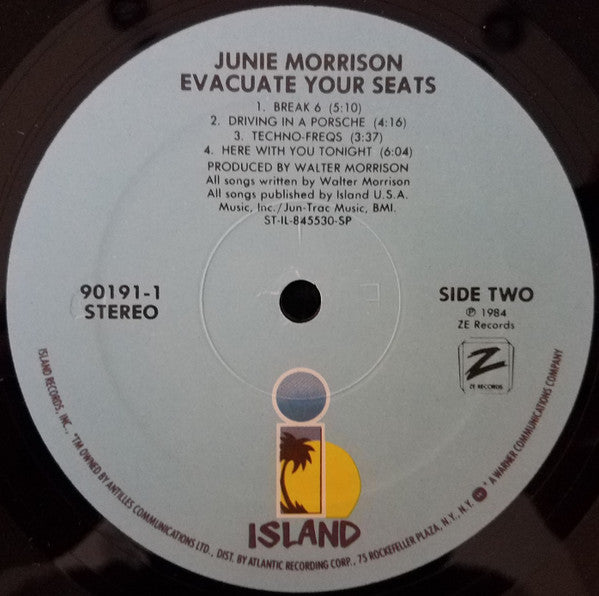 JUNIE MORRISON
EVACUATE YOUR SEATS
1. BREAK 6 (5:10)
2. DRIVING IN A PORSCHE (4:16)
3. TECHNO-FREQS (3:37)
4. HERE WITH YOU TONIGHT (6:04)
PRODUCED BY WALTER MORRISON
All songs written by Walter Morrison
All songs published by Island U.S.A.
Music, Inc./Jun-Trac Music, BMI.
ST-IL-845530-SP
90191-1
STEREO
SIDE TWO
℗ 1984
ZE Records
Z
ZE RECORDS
i
ISLAND
ISLAND RECORDS, INC., *TM OWNED BY ANTILLES COMMUNICATIONS LTD., DIST. BY ATLANTIC RECORDING CORP., 75 ROCKEFELLER PLAZA, N.Y., N.Y. * A WARNER COMMUNICATIONS COMPANY